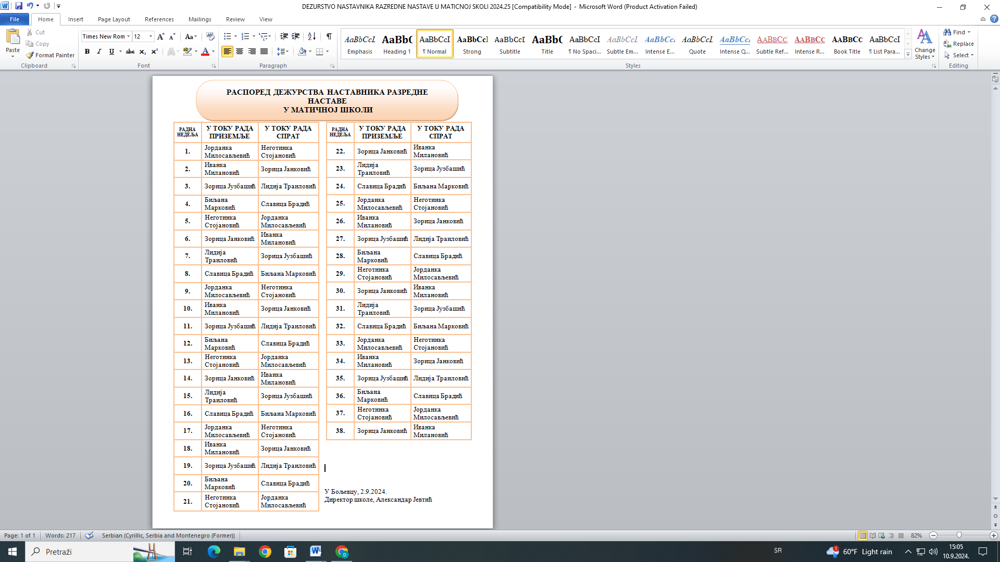 DEZURSTVO NASTAVNIKA RAZREDNE NASTAVE U MATICNOJ SKOLI 2024.25 [Compatibility Mode] - Microsoft Word (Product Activation Failed)
File Home Insert Page Layout References Mailings Review View
Paste
Cut
Copy
Format Painter
Clipboard
Times New Rom 12
Font
Paragraph
AaBbCcL AaBbC AaBbCcI AaBbCcI AaBbCcI AaBbC AaBbCcI AaBbCcL AaBbCcI AaBbCcL AaBbCcI AaBbCc AaBbCc AaBbCc AaBbCcI
Emphasis Heading 1 ¶ Normal Strong Subtitle Title ¶ No Spaci... Subtle Em... Intense E... Quote Intense Q... Subtle Ref... Intense R... Book Title ¶ List Para...
Styles
Change
Styles
Find
Replace
Select
Editing
РАСПОРЕД ДЕЖУРСТВА НАСТАВНИКА РАЗРЕДНЕ
НАСТАВЕ
У МАТИЧНОЈ ШКОЛИ
РАДНА НЕДЕЉА У ТОКУ РАДА ПРИЗЕМЉЕ У ТОКУ РАДА СПРАТ
1. Јорданка Милосављевић Неготинка Стојановић
2. Иванка Милановић Зорица Јанковић
3. Зорица Јузбашић Лидија Траиловић
4. Биљана Марковић Славица Брадић
5. Неготинка Стојановић Јорданка Милосављевић
6. Зорица Јанковић Иванка Милановић
7. Лидија Траиловић Зорица Јузбашић
8. Славица Брадић Биљана Марковић
9. Јорданка Милосављевић Неготинка Стојановић
10. Иванка Милановић Зорица Јанковић
11. Зорица Јузбашић Лидија Траиловић
12. Биљана Марковић Славица Брадић
13. Неготинка Стојановић Јорданка Милосављевић
14. Зорица Јанковић Иванка Милановић
15. Лидија Траиловић Зорица Јузбашић
16. Славица Брадић Биљана Марковић
17. Јорданка Милосављевић Неготинка Стојановић
18. Иванка Милановић Зорица Јанковић
19. Зорица Јузбашић Лидија Траиловић
20. Биљана Марковић Славица Брадић
21. Неготинка Стојановић Јорданка Милосављевић
РАДНА НЕДЕЉА У ТОКУ РАДА ПРИЗЕМЉЕ У ТОКУ РАДА СПРАТ
22. Зорица Јанковић Иванка Милановић
23. Лидија Траиловић Зорица Јузбашић
24. Славица Брадић Биљана Марковић
25. Јорданка Милосављевић Неготинка Стојановић
26. Иванка Милановић Зорица Јанковић
27. Зорица Јузбашић Лидија Траиловић
28. Биљана Марковић Славица Брадић
29. Неготинка Стојановић Јорданка Милосављевић
30. Зорица Јанковић Иванка Милановић
31. Лидија Траиловић Зорица Јузбашић
32. Славица Брадић Биљана Марковић
33. Јорданка Милосављевић Неготинка Стојановић
34. Иванка Милановић Зорица Јанковић
35. Зорица Јузбашић Лидија Траиловић
36. Биљана Марковић Славица Брадић
37. Неготинка Стојановић Јорданка Милосављевић
38. Зорица Јанковић Иванка Милановић
У Бољевцу, 2.9.2024.
Директор школе, Александар Јевтић
Page: 1 of 1 Words: 217 Serbian (Cyrillic, Serbia and Montenegro (Former)) 82%
Pretraži SR 60°F Light rain 15:05
10.9.2024.